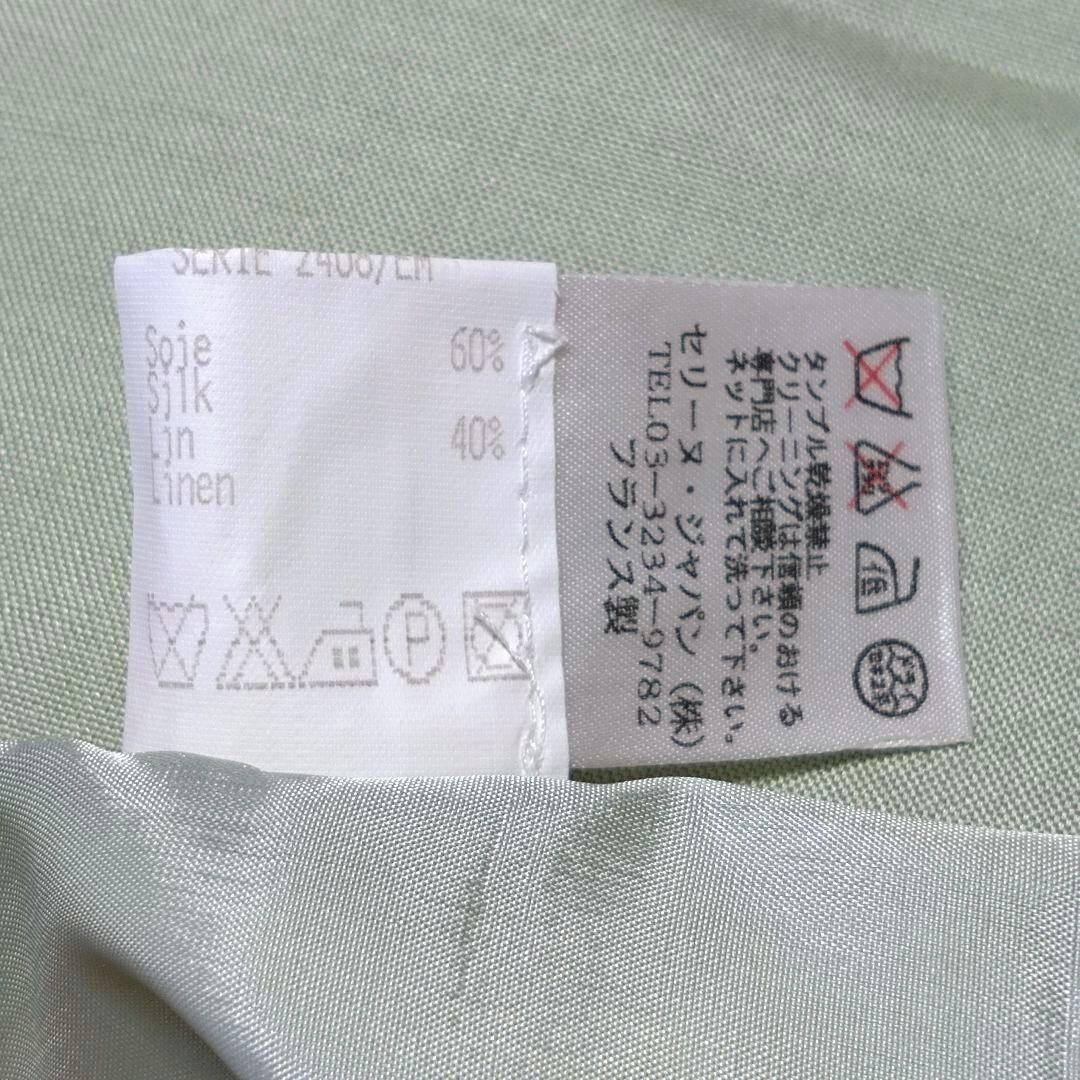 SERIE 2408/EM
Soie 60%
Silk
Lin 40%
Linen
P
タンブル乾燥禁止
クリーニングは信頼のおける
専門店へご相談下さい。
ネットに入れて洗って下さい。
セリーヌ・ジャパン（株）
TEL03-3234-9782
フランス製